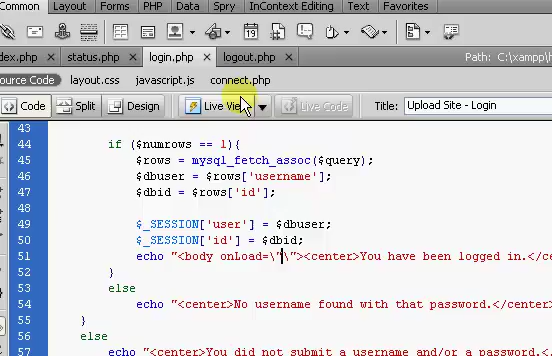 Common Layout Forms PHP Data Spry InContext Editing Text Favorites
dex.php status.php login.php logout.php Path: C:\xampp\h
ource Code layout.css javascript.js connect.php
Code Split Design Live View Live Code Title: Upload Site - Login
43
44 if ($numrows == 1){
45 $rows = mysql_fetch_assoc($query);
46 $dbuser = $rows['username'];
47 $dbid = $rows['id'];
48
49 $_SESSION['user'] = $dbuser;
50 $_SESSION['id'] = $dbid;
51 echo "<body onLoad=\"\"><center>You have been logged in.</ce
52 }
53 else
54 echo "<center>No username found with that password.</center>
55 }
56 else
57 echo "<center>You did not submit a username and/or a password.</